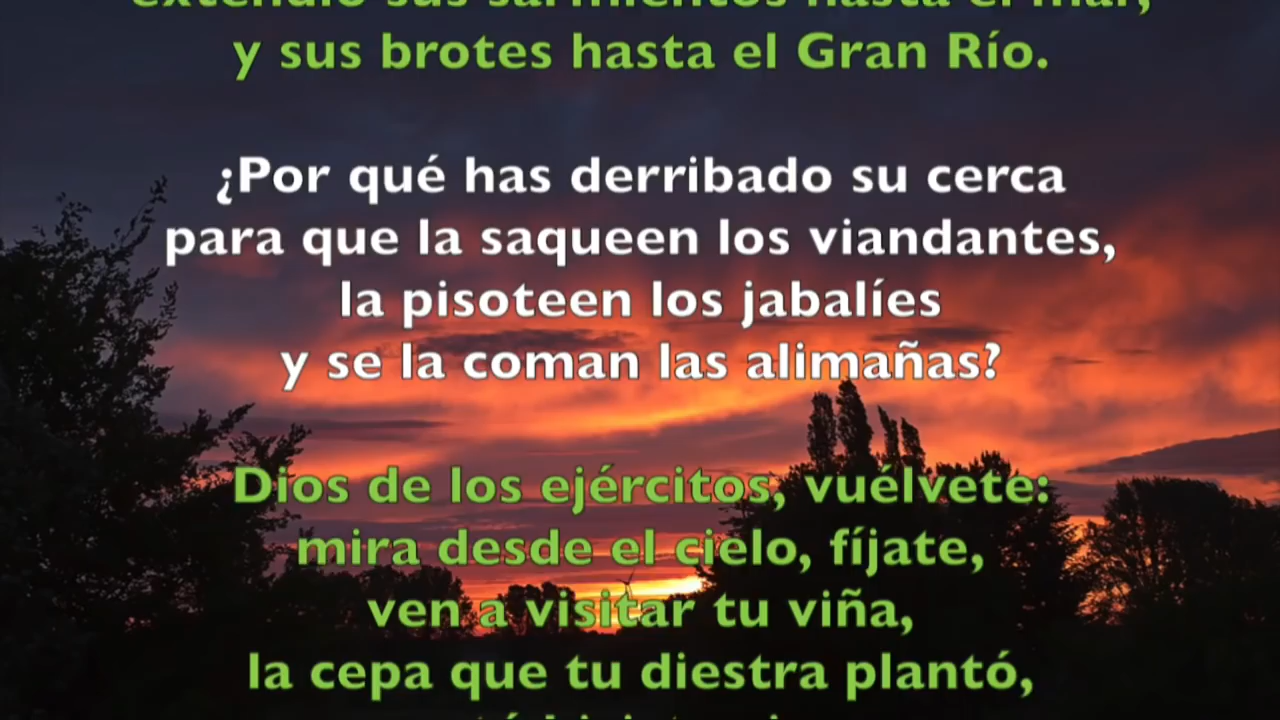 extendió sus sarmientos hasta el mar,
y sus brotes hasta el Gran Río.
¿Por qué has derribado su cerca
para que la saqueen los viandantes,
la pisoteen los jabalíes
y se la coman las alimañas?
Dios de los ejércitos, vuélvete:
mira desde el cielo, fíjate,
ven a visitar tu viña,
la cepa que tu diestra plantó,